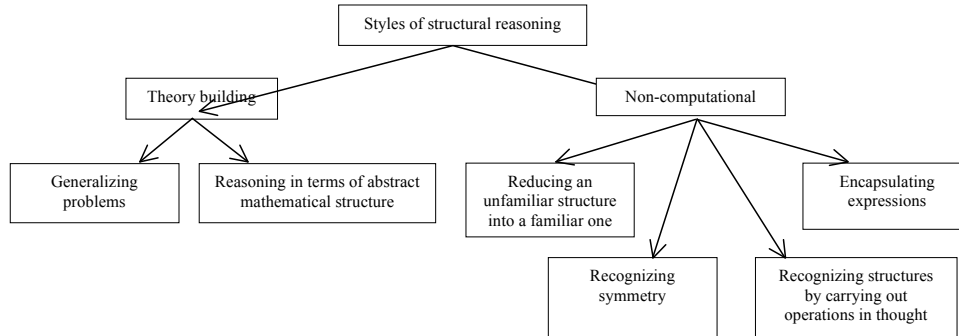 Styles of structural reasoning
Theory building
Non-computational
Generalizing
problems
Reasoning in terms of abstract
mathematical structure
Reducing an
unfamiliar structure
into a familiar one
Encapsulating
expressions
Recognizing
symmetry
Recognizing structures
by carrying out
operations in thought